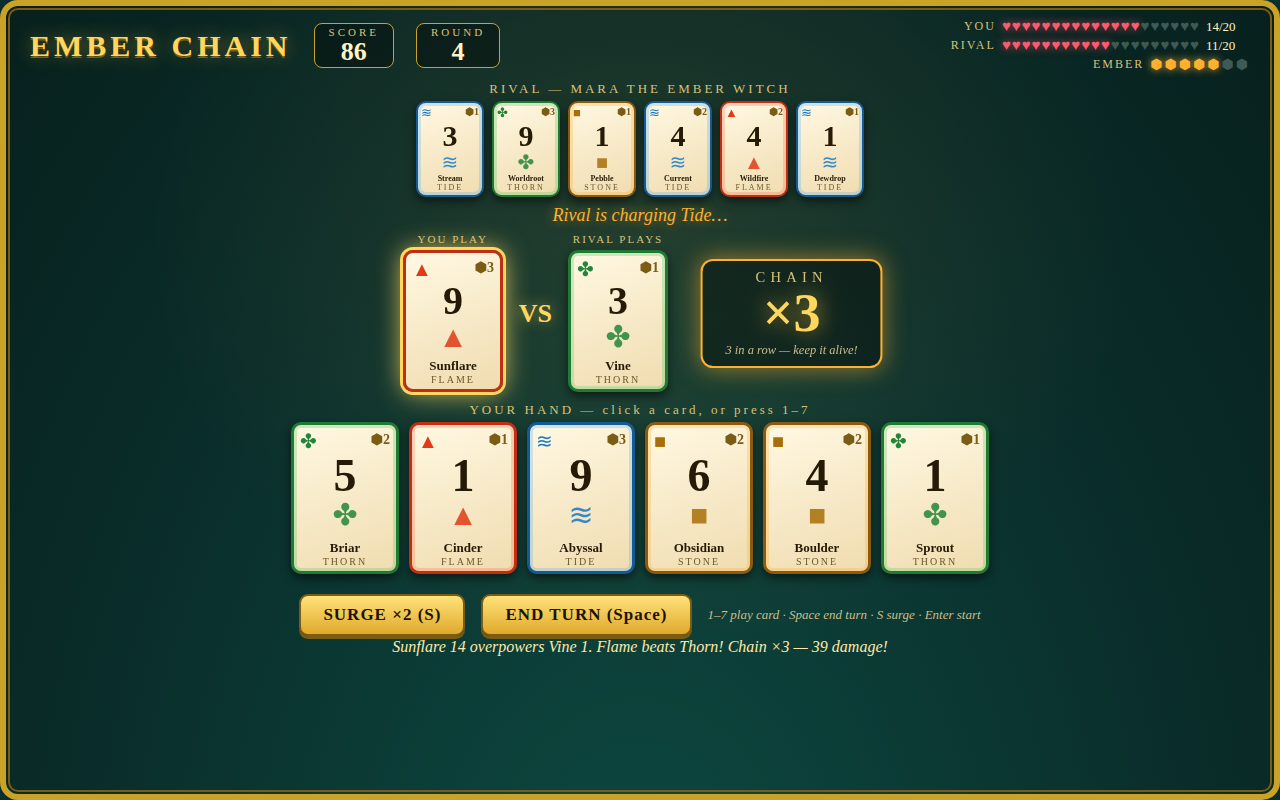 EMBER CHAIN
SCORE
86
ROUND
4
YOU ♥♥♥♥♥♥♥♥♥♥♥♥♥♥♥♥♥♥♥♥ 14/20
RIVAL ♥♥♥♥♥♥♥♥♥♥♥♥♥♥♥♥♥♥♥♥ 11/20
EMBER ⬢⬢⬢⬢⬢⬢⬢
RIVAL — MARA THE EMBER WITCH
≋ ⬢1
3
≋
Stream
TIDE
✤ ⬢3
9
✤
Worldroot
THORN
■ ⬢1
1
■
Pebble
STONE
≋ ⬢2
4
≋
Current
TIDE
▲ ⬢2
4
▲
Wildfire
FLAME
≋ ⬢1
1
≋
Dewdrop
TIDE
Rival is charging Tide…
YOU PLAY
▲ ⬢3
9
▲
Sunflare
FLAME
VS
RIVAL PLAYS
✤ ⬢1
3
✤
Vine
THORN
CHAIN
×3
3 in a row — keep it alive!
YOUR HAND — click a card, or press 1–7
✤ ⬢2
5
✤
Briar
THORN
▲ ⬢1
1
▲
Cinder
FLAME
≋ ⬢3
9
≋
Abyssal
TIDE
■ ⬢2
6
■
Obsidian
STONE
■ ⬢2
4
■
Boulder
STONE
✤ ⬢1
1
✤
Sprout
THORN
SURGE ×2 (S)
END TURN (Space)
1–7 play card · Space end turn · S surge · Enter start
Sunflare 14 overpowers Vine 1. Flame beats Thorn! Chain ×3 — 39 damage!